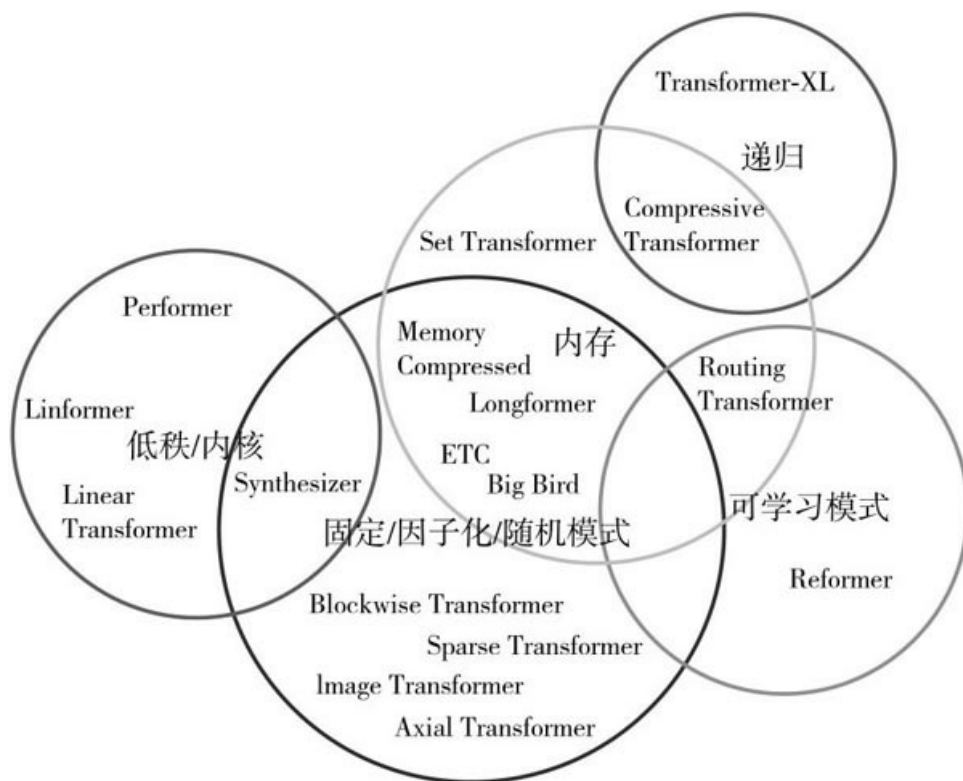 Transformer-XL
递归
Compressive
Transformer
Set Transformer
Performer
Memory
Compressed
内存
Longformer
Routing
Transformer
Linformer
低秩/内核
ETC
Synthesizer
Big Bird
Linear
Transformer
可学习模式
固定/因子化/随机模式
Reformer
Blockwise Transformer
Sparse Transformer
lmage Transformer
Axial Transformer